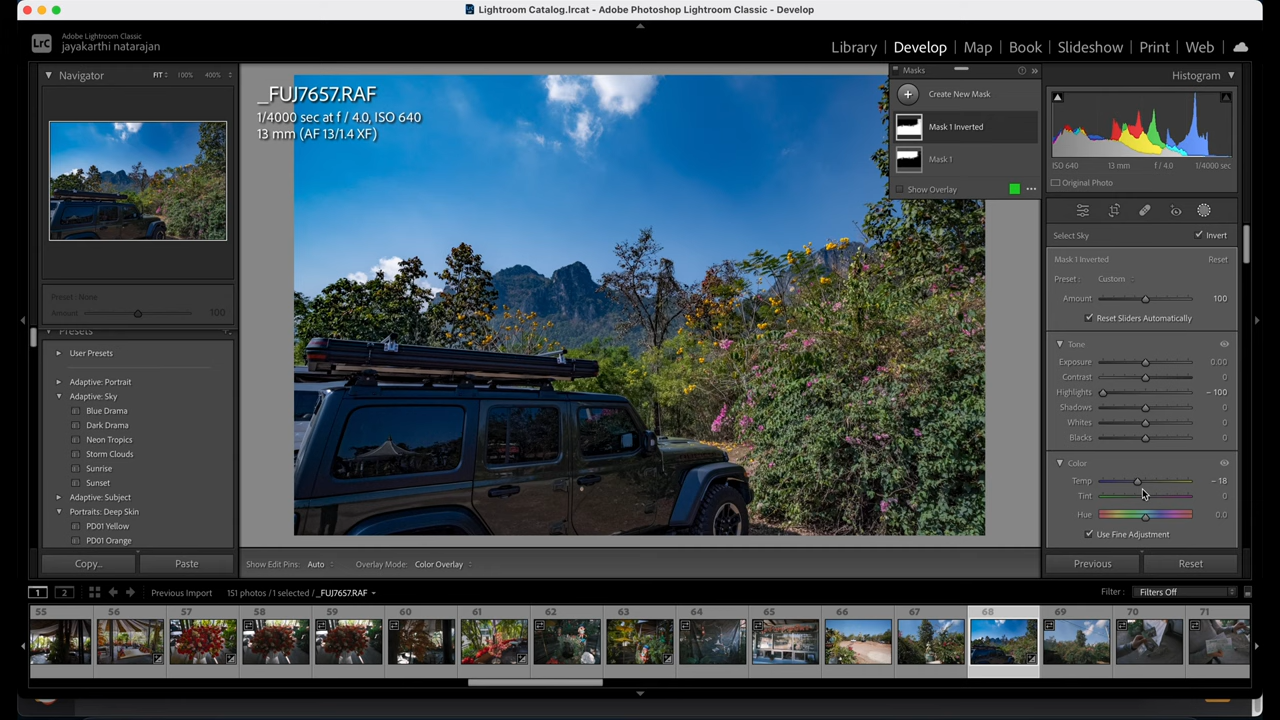 Lightroom Catalog.lrcat - Adobe Photoshop Lightroom Classic - Develop
LrC
Adobe Lightroom Classic
jayakarthi natarajan
Library | Develop | Map | Book | Slideshow | Print | Web
Navigator
FIT
100%
400%
Preset: None
Amount
100
Presets
User Presets
Adaptive: Portrait
Adaptive: Sky
Blue Drama
Dark Drama
Neon Tropics
Storm Clouds
Sunrise
Sunset
Adaptive: Subject
Portraits: Deep Skin
PD01 Yellow
PD01 Orange
Copy...
Paste
_FUJ7657.RAF
1/4000 sec at f / 4.0, ISO 640
13 mm (AF 13/1.4 XF)
Masks
Create New Mask
Mask 1 Inverted
Mask 1
Show Overlay
Histogram
ISO 640
13 mm
f / 4.0
1/4000 sec
Original Photo
Select Sky
Invert
Mask 1 Inverted
Reset
Preset :
Custom
Amount
100
Reset Sliders Automatically
Tone
Exposure
0.00
Contrast
0
Highlights
– 100
Shadows
0
Whites
0
Blacks
0
Color
Temp
– 18
Tint
0
Hue
0.0
Use Fine Adjustment
Previous
Reset
Show Edit Pins:
Auto
Overlay Mode:
Color Overlay
1
2
Previous Import
151 photos / 1 selected / _FUJ7657.RAF
Filter :
Filters Off
55
56
57
58
59
60
61
62
63
64
65
66
67
68
69
70
71